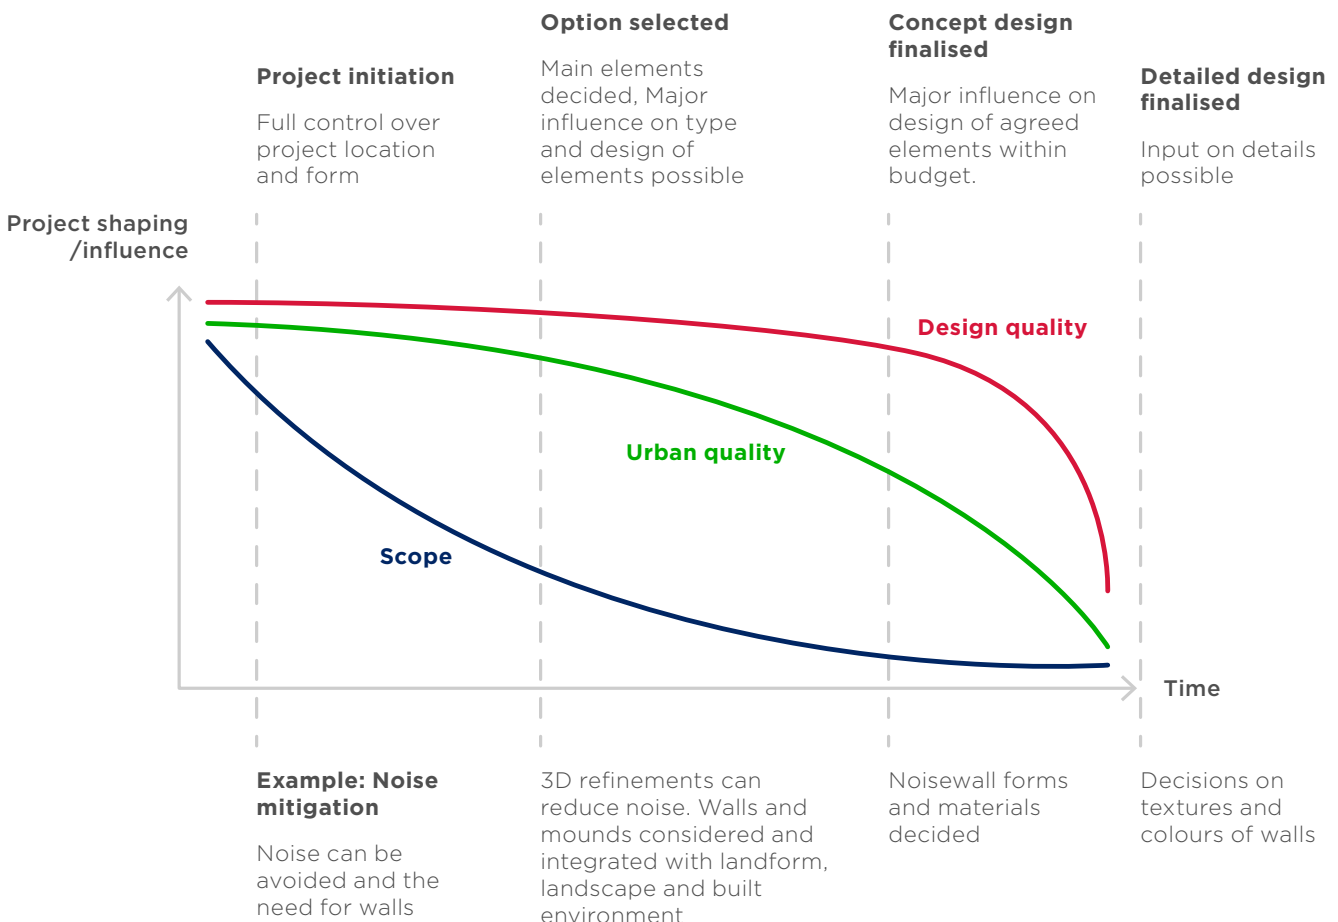 Project initiation
Full control over
project location
and form
Option selected
Main elements
decided, Major
influence on type
and design of
elements possible
Concept design
finalised
Major influence on
design of agreed
elements within
budget.
Detailed design
finalised
Input on details
possible
Project shaping
/influence
Design quality
Urban quality
Scope
Time
Example: Noise
mitigation
Noise can be
avoided and the
need for walls
3D refinements can
reduce noise. Walls and
mounds considered and
integrated with landform,
landscape and built
environment
Noisewall forms
and materials
decided
Decisions on
textures and
colours of walls